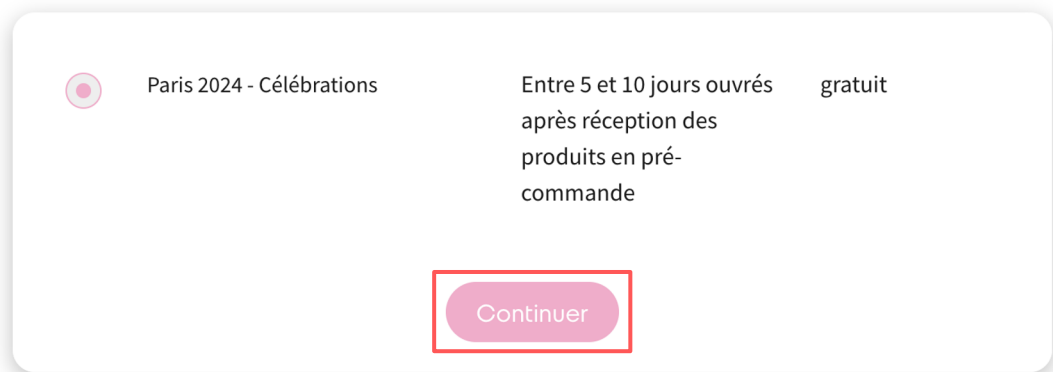 Paris 2024 - Célébrations
Entre 5 et 10 jours ouvrés
après réception des
produits en pré-
commande
gratuit
Continuer